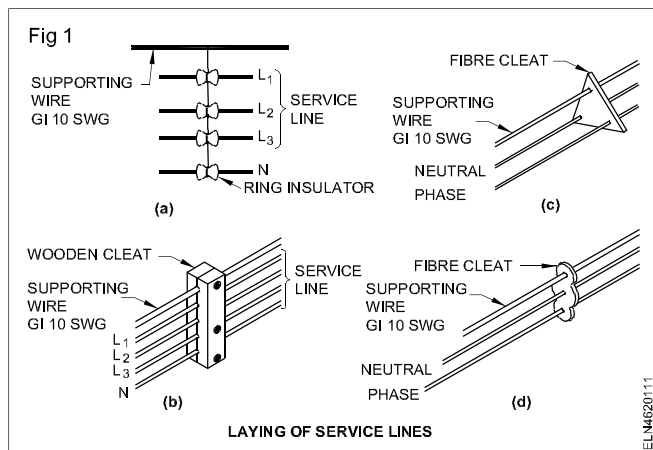 Fig 1
SUPPORTING
WIRE
GI 10 SWG
L1
L2
L3
N
SERVICE
LINE
RING INSULATOR
(a)
FIBRE CLEAT
SUPPORTING
WIRE
GI 10 SWG
NEUTRAL
PHASE
(c)
WOODEN CLEAT
SUPPORTING
WIRE
GI 10 SWG
L1
L2
L3
N
SERVICE
LINE
(b)
FIBRE CLEAT
SUPPORTING
WIRE
GI 10 SWG
NEUTRAL
PHASE
(d)
LAYING OF SERVICE LINES
ELN4620111